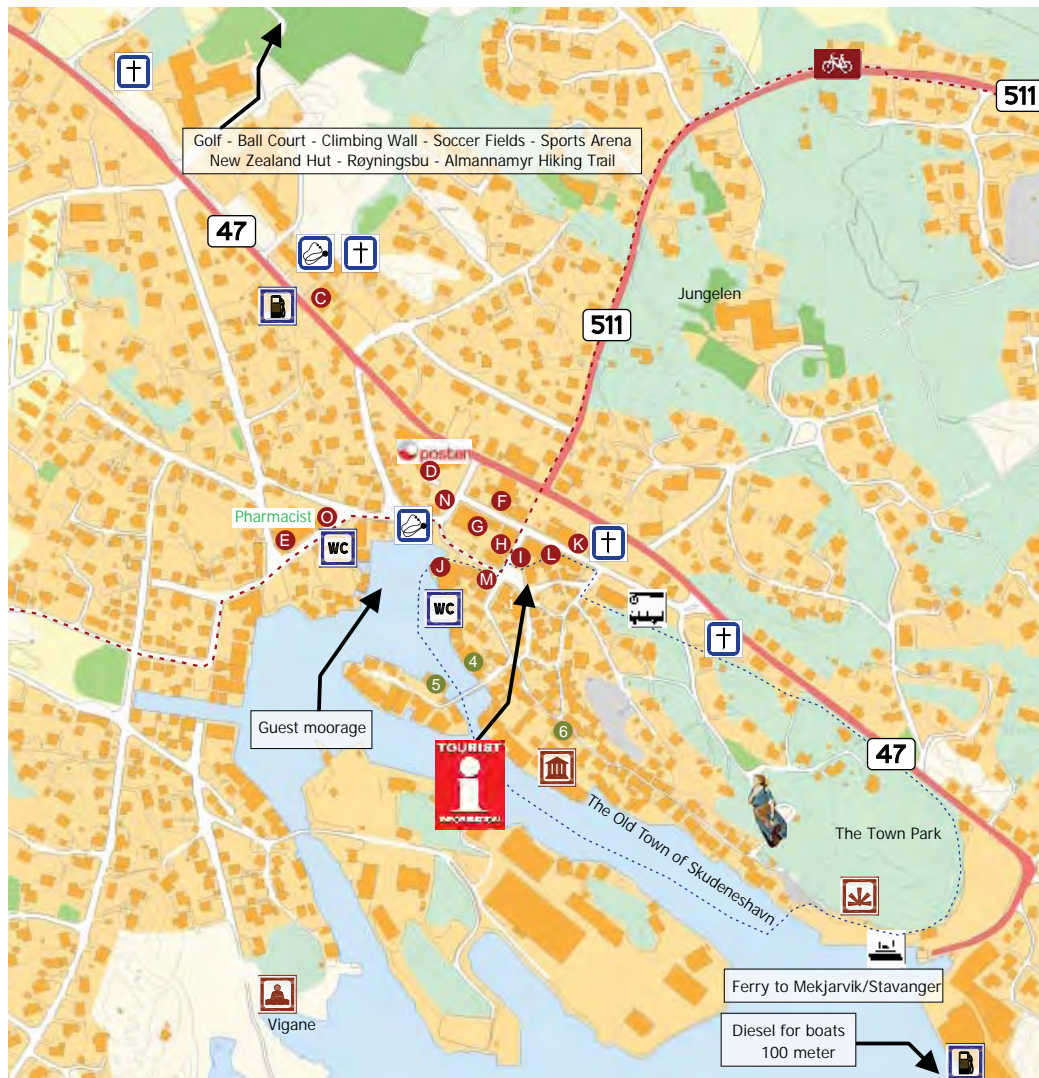 511
Golf - Ball Court - Climbing Wall - Soccer Fields - Sports Arena
New Zealand Hut - Røyningsbu - Almannamyr Hiking Trail
47
C
Jungelen
511
posten
D
N
F
Pharmacist
O
E
WC
G
H
I
L
K
J
M
WC
4
5
6
Guest moorage
TOURIST
i
INFORMATION
47
The Old Town of Skudeneshavn
The Town Park
Ferry to Mekjarvik/Stavanger
Vigane
Diesel for boats
100 meter